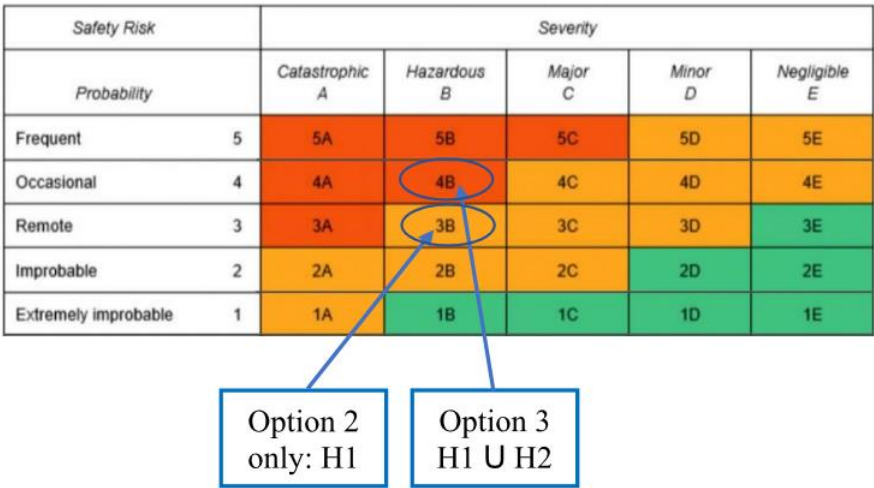 Safety Risk Severity
Probability Catastrophic A Hazardous B Major C Minor D Negligible E
Frequent 5 5A 5B 5C 5D 5E
Occasional 4 4A 4B 4C 4D 4E
Remote 3 3A 3B 3C 3D 3E
Improbable 2 2A 2B 2C 2D 2E
Extremely improbable 1 1A 1B 1C 1D 1E
Option 2
only: H1
Option 3
H1 U H2